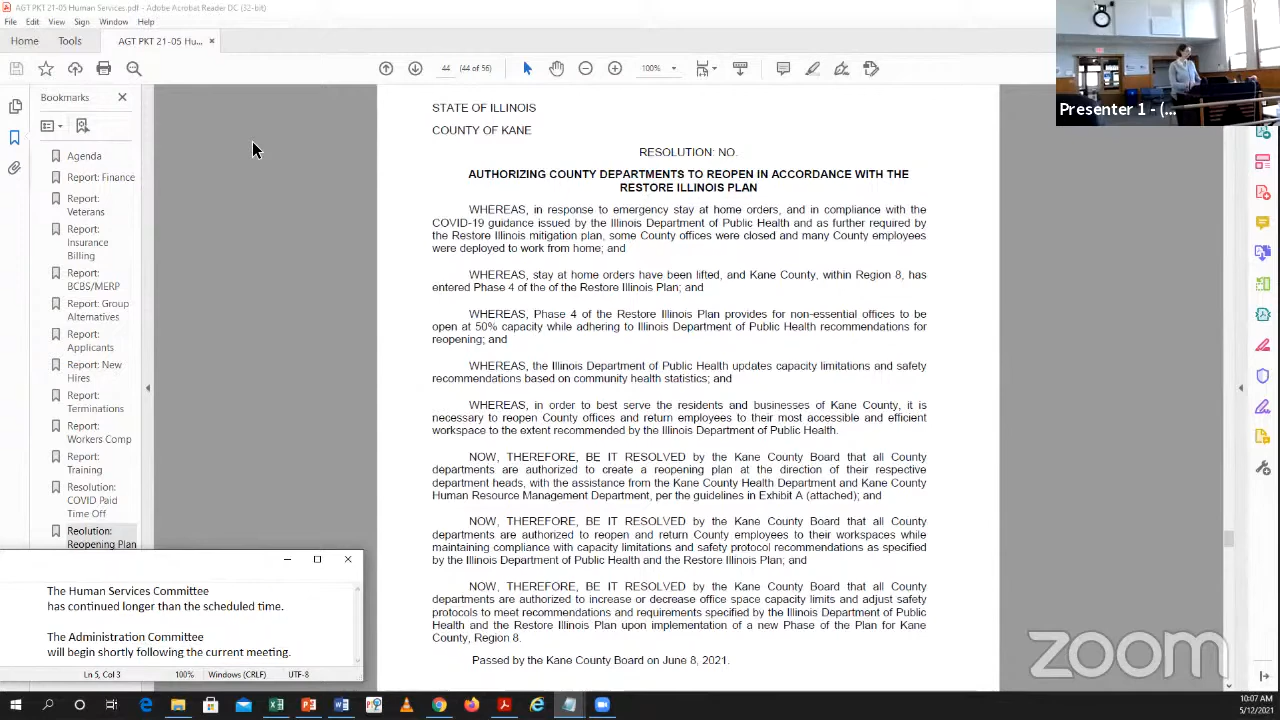 AGT PKT 21-05 Human Services.pdf - Adobe Acrobat Reader DC (32-bit)
File Edit View Sign Window Help
Home Tools AGT PKT 21-05 Hu... ×
44 (44 of 56) 100%
Presenter 1 - (...
Bookmarks
Agenda
Report: Finance
Report:
Veterans
Report:
Insurance
Billing
Report:
BCBS/MERP
Report: Group
Alternatives
Report:
Applicants
Report: New
Hires
Report:
Terminations
Report:
Workers Comp
Report:
Training
Resolution:
COVID Paid
Time Off
Reolution:
Reopening Plan
STATE OF ILLINOIS
COUNTY OF KANE
RESOLUTION: NO.
AUTHORIZING COUNTY DEPARTMENTS TO REOPEN IN ACCORDANCE WITH THE
RESTORE ILLINOIS PLAN
WHEREAS, in response to emergency stay at home orders, and in compliance with the
COVID-19 guidance issued by the Illinois Department of Public Health and as further required by
the Restore Illinois mitigation plan, some County offices were closed and many County employees
were deployed to work from home; and
WHEREAS, stay at home orders have been lifted, and Kane County, within Region 8, has
entered Phase 4 of the of the Restore Illinois Plan; and
WHEREAS, Phase 4 of the Restore Illinois Plan provides for non-essential offices to be
open at 50% capacity while adhering to Illinois Department of Public Health recommendations for
reopening; and
WHEREAS, the Illinois Department of Public Health updates capacity limitations and safety
recommendations based on community health statistics; and
WHEREAS, in order to best serve the residents and businesses of Kane County, it is
necessary to reopen County offices and return employees to their most accessible and efficient
workspace to the extent recommended by the Illinois Department of Public Health.
NOW, THEREFORE, BE IT RESOLVED by the Kane County Board that all County
departments are authorized to create a reopening plan at the direction of their respective
department heads, with the assistance from the Kane County Health Department and Kane County
Human Resource Management Department, per the guidelines in Exhibit A (attached); and
NOW, THEREFORE, BE IT RESOLVED by the Kane County Board that all County
departments are authorized to reopen and return County employees to their workspaces while
maintaining compliance with capacity limitations and safety protocol recommendations as specified
by the Illinois Department of Public Health and the Restore Illinois Plan; and
NOW, THEREFORE, BE IT RESOLVED by the Kane County Board that all County
departments are authorized to increase or decrease office space capacity limits and adjust safety
protocols to meet recommendations and requirements specified by the Illinois Department of Public
Health and the Restore Illinois Plan upon implementation of a new Phase of the Plan for Kane
County, Region 8.
Passed by the Kane County Board on June 8, 2021.
The Human Services Committee
has continued longer than the scheduled time.
The Administration Committee
will begin shortly following the current meeting.
Ln 5, Col 3 100% Windows (CRLF) UTF-8
zoom
10:07 AM
5/12/2021